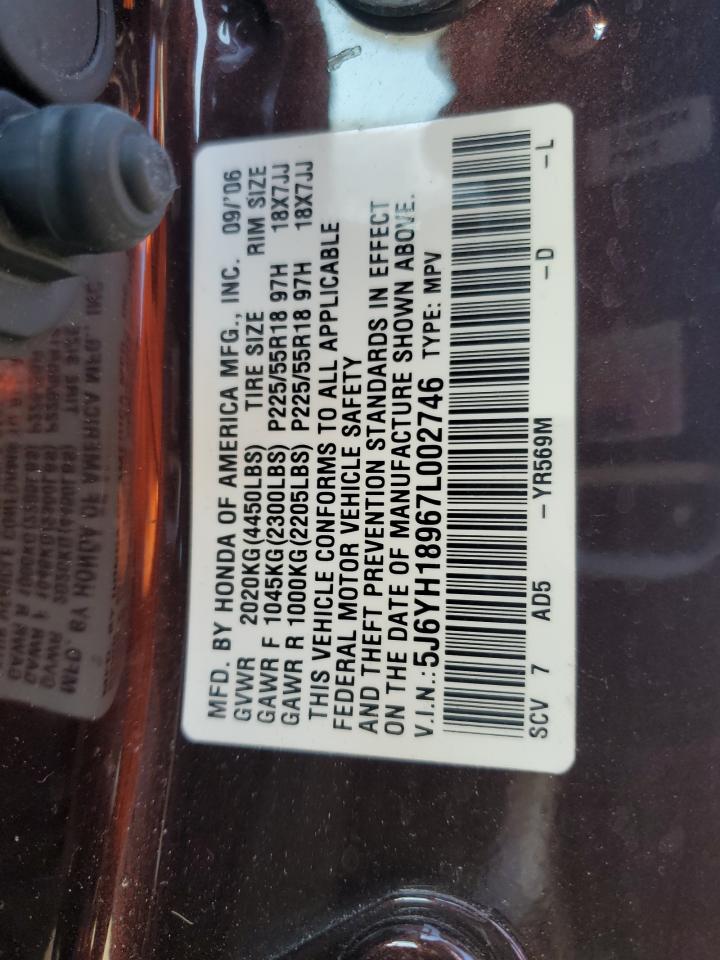 MFD. BY HONDA OF AMERICA MFG., INC. 09/'06
GVWR 2020KG(4450LBS) TIRE SIZE RIM SIZE
GAWR F 1045KG(2300LBS) P225/55R18 97H 18X7JJ
GAWR R 1000KG(2205LBS) P225/55R18 97H 18X7JJ
THIS VEHICLE CONFORMS TO ALL APPLICABLE
FEDERAL MOTOR VEHICLE SAFETY
AND THEFT PREVENTION STANDARDS IN EFFECT
ON THE DATE OF MANUFACTURE SHOWN ABOVE.
V.I.N.:5J6YH18967L002746 TYPE: MPV
SCV 7 AD5 -YR569M -D -L